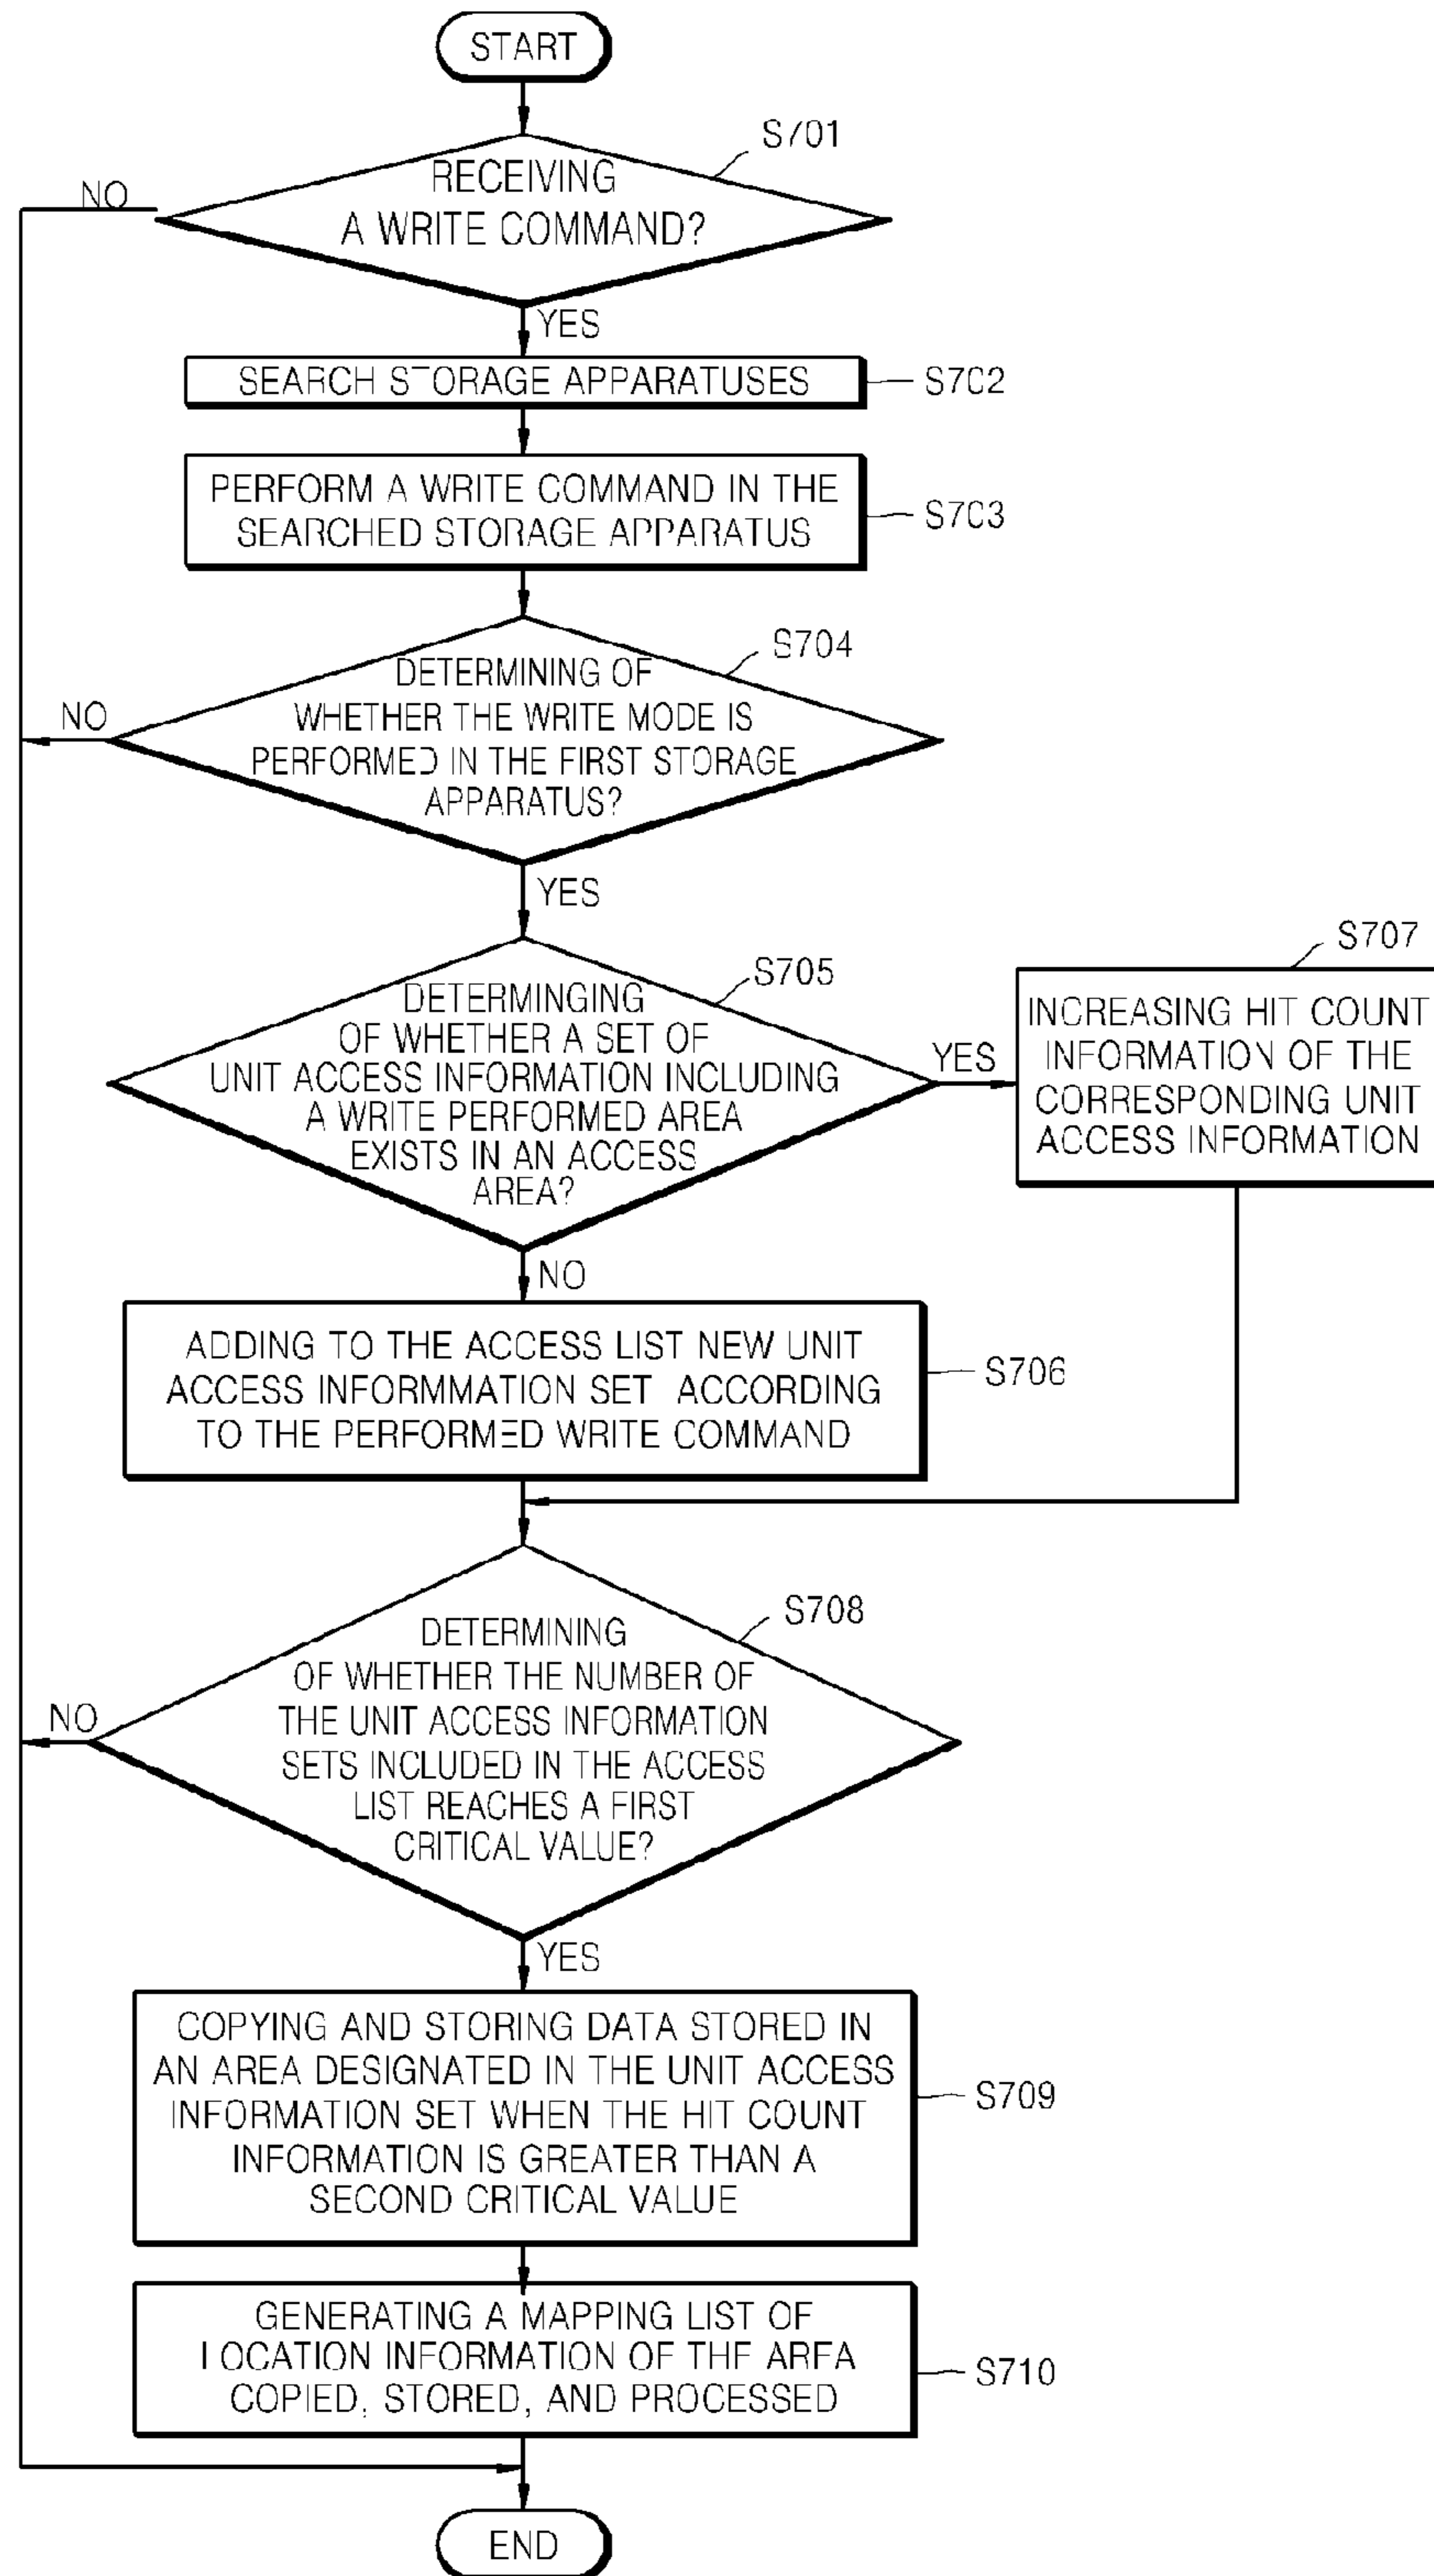 START
S701
NO
RECEIVING
A WRITE COMMAND?
YES
SEARCH STORAGE APPARATUSES
S702
PERFORM A WRITE COMMAND IN THE
SEARCHED STORAGE APPARATUS
S703
S704
DETERMINING OF
WHETHER THE WRITE MODE IS
PERFORMED IN THE FIRST STORAGE
APPARATUS?
NO
YES
S705
DETERMINGING
OF WHETHER A SET OF
UNIT ACCESS INFORMATION INCLUDING
A WRITE PERFORMED AREA
EXISTS IN AN ACCESS
AREA?
YES
S707
INCREASING HIT COUNT
INFORMATION OF THE
CORRESPONDING UNIT
ACCESS INFORMATION
NO
ADDING TO THE ACCESS LIST NEW UNIT
ACCESS INFORMMATION SET ACCORDING
TO THE PERFORMED WRITE COMMAND
S706
S708
DETERMINING
OF WHETHER THE NUMBER OF
THE UNIT ACCESS INFORMATION
SETS INCLUDED IN THE ACCESS
LIST REACHES A FIRST
CRITICAL VALUE?
NO
YES
COPYING AND STORING DATA STORED IN
AN AREA DESIGNATED IN THE UNIT ACCESS
INFORMATION SET WHEN THE HIT COUNT
INFORMATION IS GREATER THAN A
SECOND CRITICAL VALUE
S709
GENERATING A MAPPING LIST OF
LOCATION INFORMATION OF THE AREA
COPIED, STORED, AND PROCESSED
S710
END